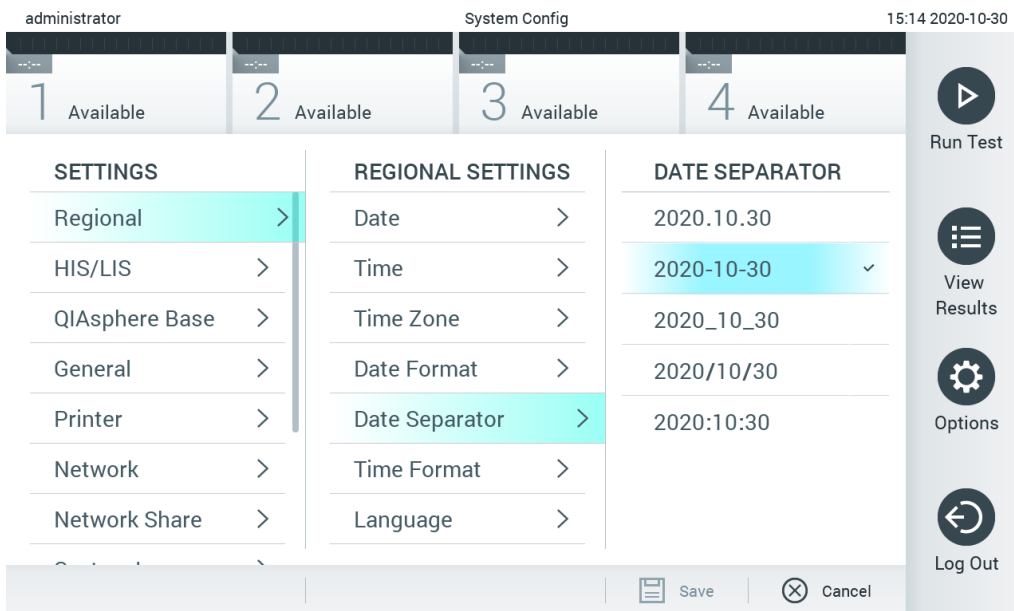 administrator
System Config
15:14 2020-10-30
--:--
--:--
--:--
--:--
1 Available
2 Available
3 Available
4 Available
SETTINGS
Regional
HIS/LIS
QIAsphere Base
General
Printer
Network
Network Share
REGIONAL SETTINGS
Date
Time
Time Zone
Date Format
Date Separator
Time Format
Language
DATE SEPARATOR
2020.10.30
2020-10-30
2020_10_30
2020/10/30
2020:10:30
Run Test
View
Results
Options
Log Out
Save
Cancel